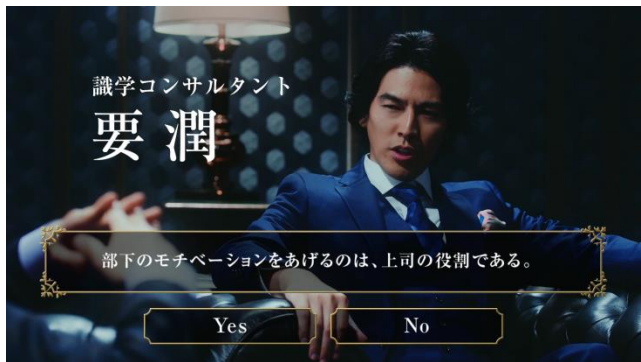 識学コンサルタント
要 潤
部下のモチベーションをあげるのは、上司の役割である。
Yes
No